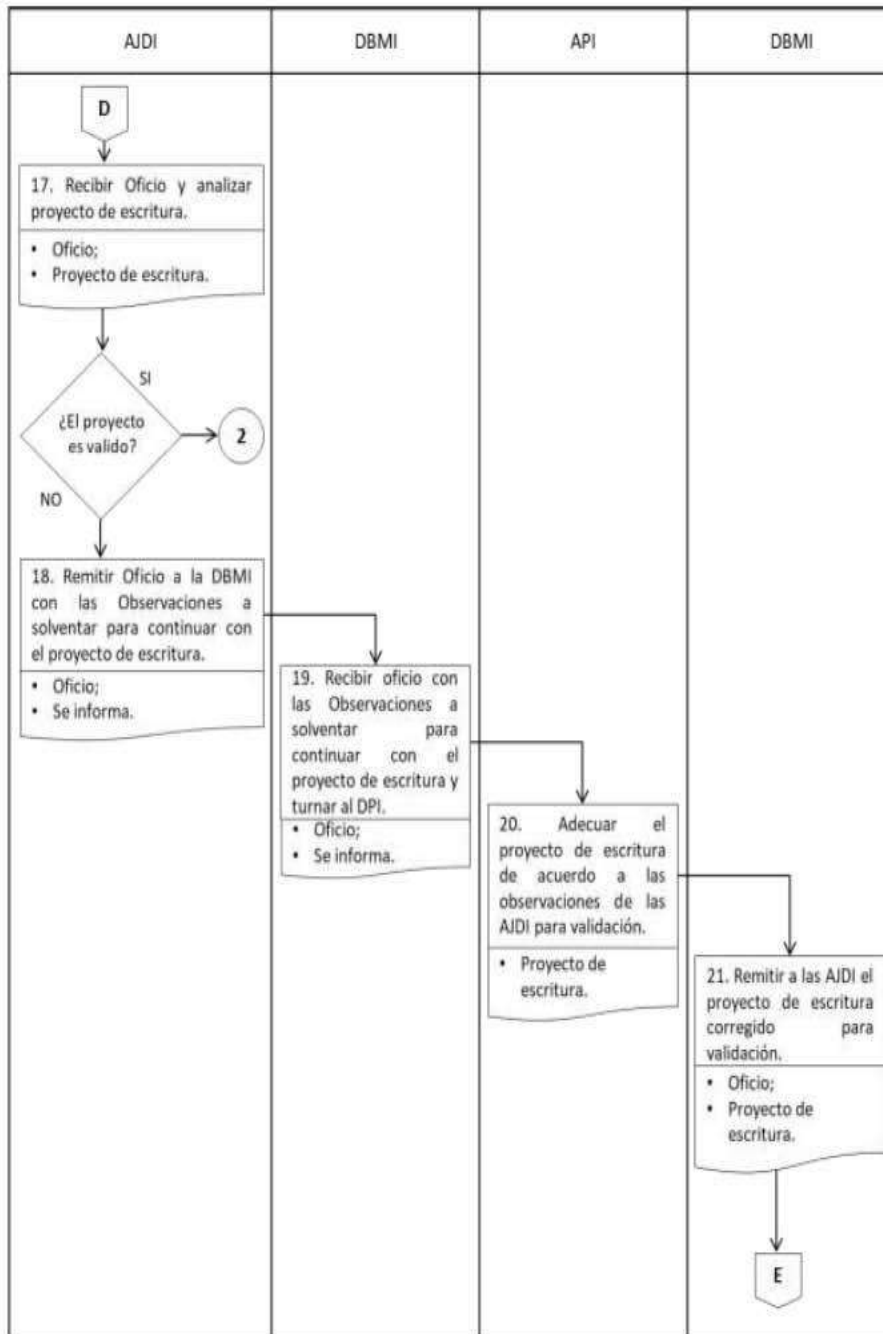 AJDI
DBMI
API
DBMI
D
17. Recibir Oficio y analizar
proyecto de escritura.
• Oficio;
• Proyecto de escritura.
SI
¿El proyecto
es valido?
2
NO
18. Remitir Oficio a la DBMI
con las Observaciones a
solventar para continuar con
el proyecto de escritura.
• Oficio;
• Se informa.
19. Recibir oficio con
las Observaciones a
solventar para
continuar con el
proyecto de escritura y
turnar al DPI.
• Oficio;
• Se informa.
20. Adecuar el
proyecto de escritura
de acuerdo a las
observaciones de las
AJDI para validación.
• Proyecto de
escritura.
21. Remitir a las AJDI el
proyecto de escritura
corregido para
validación.
• Oficio;
• Proyecto de
escritura.
E